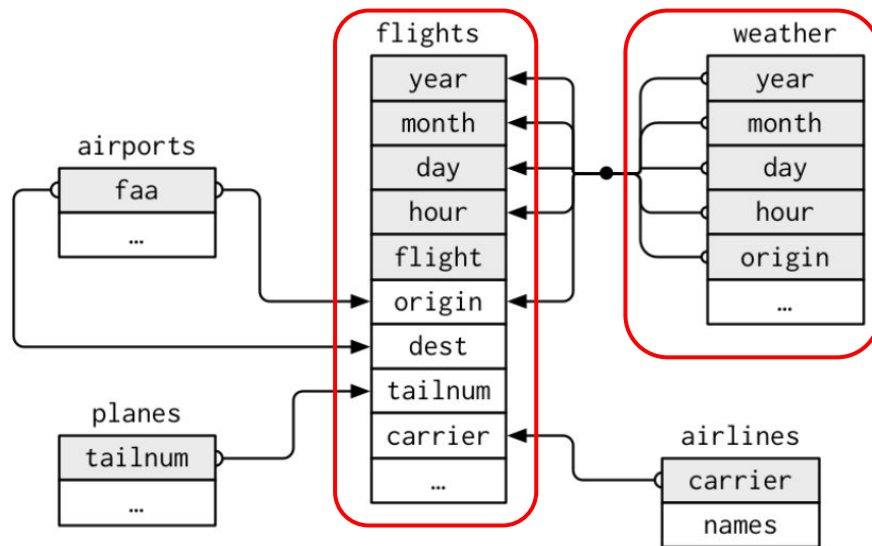 flights
year
month
day
hour
flight
origin
dest
tailnum
carrier
…
weather
year
month
day
hour
origin
…
airports
faa
…
planes
tailnum
…
airlines
carrier
names